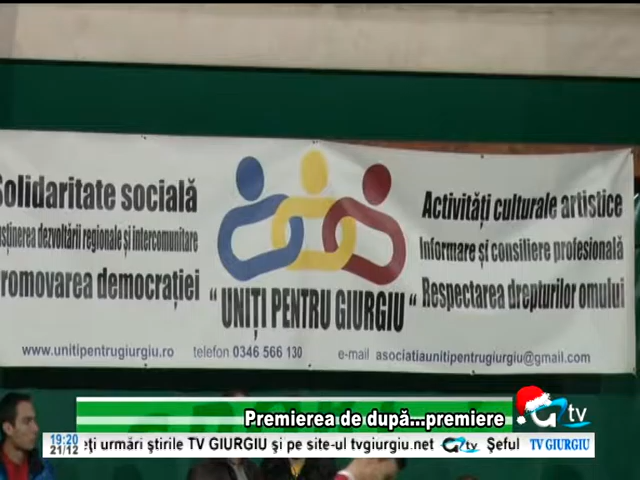 Solidaritate socială
usținerea dezvoltării regionale și intercomunitare
romovarea democrației
" UNIȚI PENTRU GIURGIU "
Activități culturale artistice
Informare și consiliere profesională
Respectarea drepturilor omului
www.unitipentrugiurgiu.ro telefon 0346 566 130 e-mail asociatiaunitipentrugiurgiu@gmail.com
Premierea de după...premiere
G tv
19:20
21/12
eți urmări știrile TV GIURGIU și pe site-ul tvgiurgiu.net G tv Șeful
TV GIURGIU